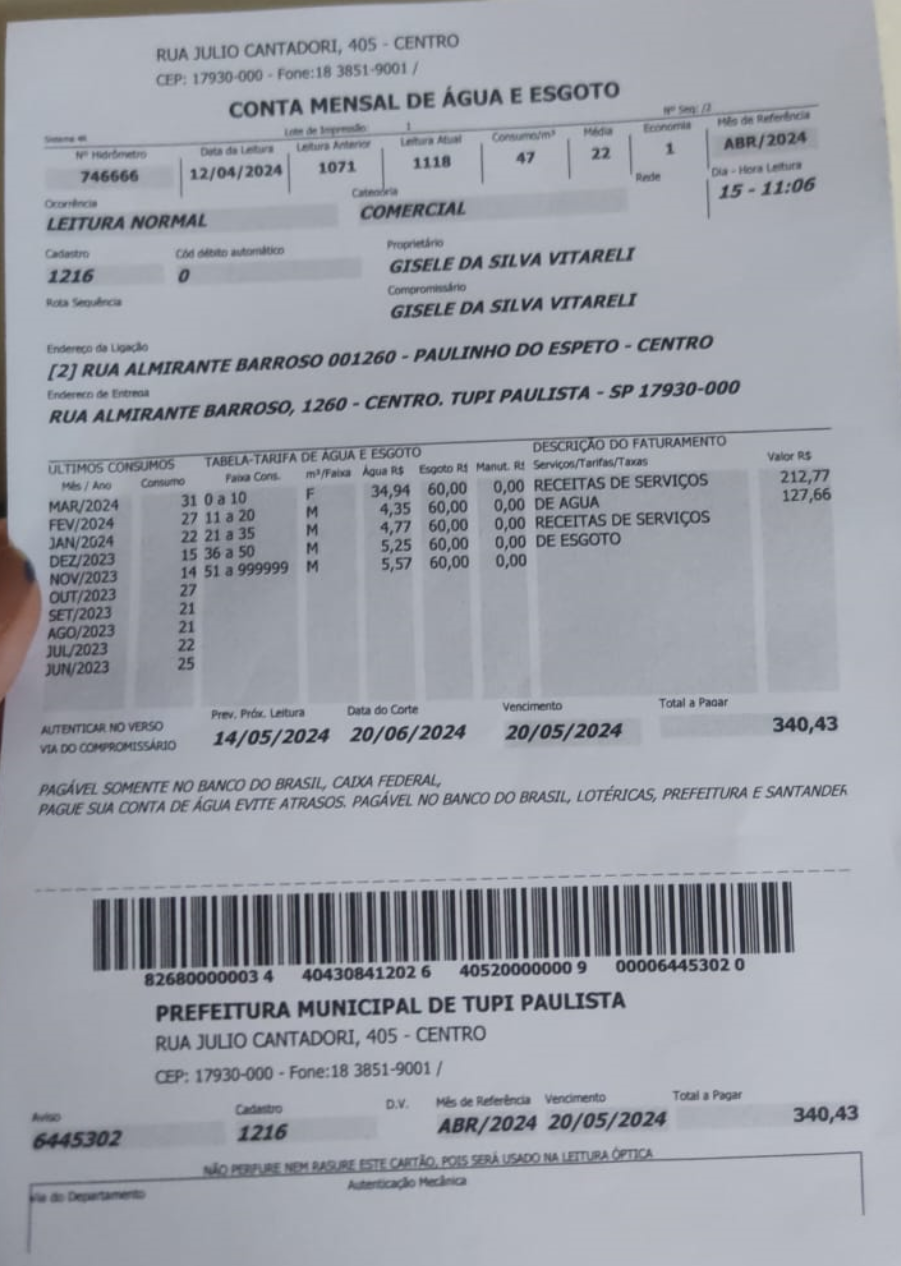 RUA JULIO CANTADORI, 405 - CENTRO
CEP: 17930-000 - Fone:18 3851-9001 /
CONTA MENSAL DE ÁGUA E ESGOTO
Sistema 4R Lote de Impressão: 1 Nº Seq: /2
Nº Hidrômetro Data da Leitura Leitura Anterior Leitura Atual Consumo/m³ Média Economia Mês de Referência
746666 12/04/2024 1071 1118 47 22 1 ABR/2024
Ocorrência Categoria Rede Dia - Hora Leitura
LEITURA NORMAL COMERCIAL 15 - 11:06
Cadastro Cód débito automático Proprietário
1216 0 GISELE DA SILVA VITARELI
Rota Sequência Compromissário
GISELE DA SILVA VITARELI
Endereço da Ligação
[2] RUA ALMIRANTE BARROSO 001260 - PAULINHO DO ESPETO - CENTRO
Endereco de Entrega
RUA ALMIRANTE BARROSO, 1260 - CENTRO. TUPI PAULISTA - SP 17930-000
ULTIMOS CONSUMOS TABELA-TARIFA DE ÁGUA E ESGOTO DESCRIÇÃO DO FATURAMENTO
Mês / Ano Consumo Faixa Cons. m³/Faixa Água R$ Esgoto R$ Manut. R$ Serviços/Tarifas/Taxas Valor R$
MAR/2024 31 0 a 10 F 34,94 60,00 0,00 RECEITAS DE SERVIÇOS 212,77
FEV/2024 27 11 a 20 M 4,35 60,00 0,00 DE AGUA 127,66
JAN/2024 22 21 a 35 M 4,77 60,00 0,00 RECEITAS DE SERVIÇOS
DEZ/2023 15 36 a 50 M 5,25 60,00 0,00 DE ESGOTO
NOV/2023 14 51 a 999999 M 5,57 60,00 0,00
OUT/2023 27
SET/2023 21
AGO/2023 21
JUL/2023 22
JUN/2023 25
AUTENTICAR NO VERSO Prev. Próx. Leitura Data do Corte Vencimento Total a Pagar
VIA DO COMPROMISSÁRIO 14/05/2024 20/06/2024 20/05/2024 340,43
PAGÁVEL SOMENTE NO BANCO DO BRASIL, CAIXA FEDERAL,
PAGUE SUA CONTA DE ÁGUA EVITE ATRASOS. PAGÁVEL NO BANCO DO BRASIL, LOTÉRICAS, PREFEITURA E SANTANDER
82680000003 4 40430841202 6 40520000000 9 00006445302 0
PREFEITURA MUNICIPAL DE TUPI PAULISTA
RUA JULIO CANTADORI, 405 - CENTRO
CEP: 17930-000 - Fone:18 3851-9001 /
Aviso Cadastro D.V. Mês de Referência Vencimento Total a Pagar
6445302 1216 ABR/2024 20/05/2024 340,43
NÃO PERFURE NEM RASURE ESTE CARTÃO, POIS SERÁ USADO NA LEITURA ÓPTICA
Via do Departamento Autenticação Mecânica